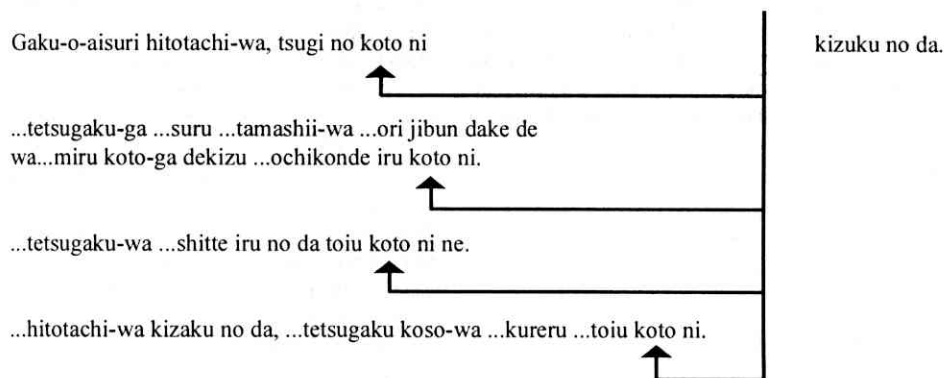 Gaku-o-aisuri hitotachi-wa, tsugi no koto ni kizuku no da.
...tetsugaku-ga ...suru ...tamashii-wa ...ori jibun dake de
wa...miru koto-ga dekizu ...ochikonde iru koto ni.
...tetsugaku-wa ...shitte iru no da toiu koto ni ne.
...hitotachi-wa kizaku no da, ...tetsugaku koso-wa ...kureru ...toiu koto ni.